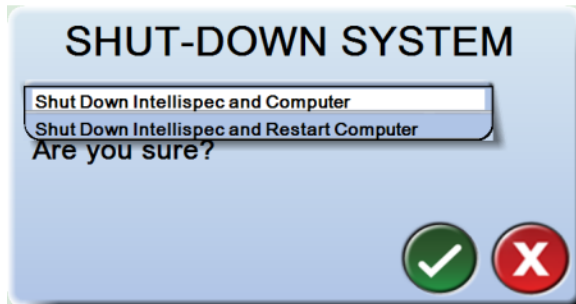 SHUT-DOWN SYSTEM
Shut Down Intellispec and Computer
Shut Down Intellispec and Restart Computer
Are you sure?
X